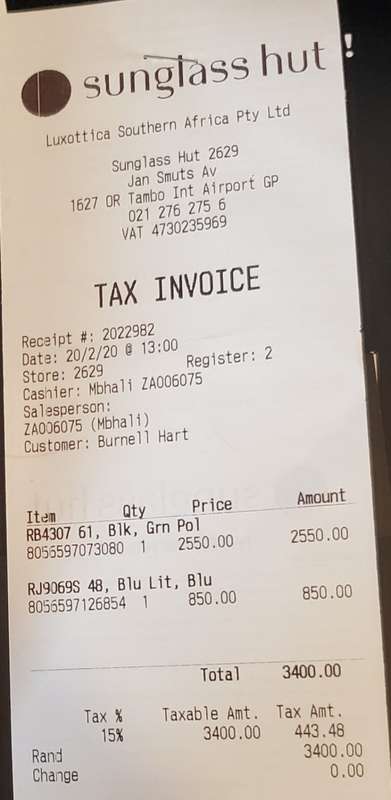 sunglass hut !
Luxottica Southern Africa Pty Ltd
Sunglass Hut 2629
Jan Smuts Av
1627 OR Tambo Int Airport GP
021 276 275 6
VAT 4730235969
TAX INVOICE
Receipt #: 2022982
Date: 20/2/20 @ 13:00
Store: 2629 Register: 2
Cashier: Mbhali ZA006075
Salesperson:
ZA006075 (Mbhali)
Customer: Burnell Hart
Item Qty Price Amount
RB4307 61, Blk, Grn Pol
8056597073080 1 2550.00 2550.00
RJ9069S 48, Blu Lit, Blu
8056597126854 1 850.00 850.00
Total 3400.00
Tax % Taxable Amt. Tax Amt.
15% 3400.00 443.48
Rand 3400.00
Change 0.00